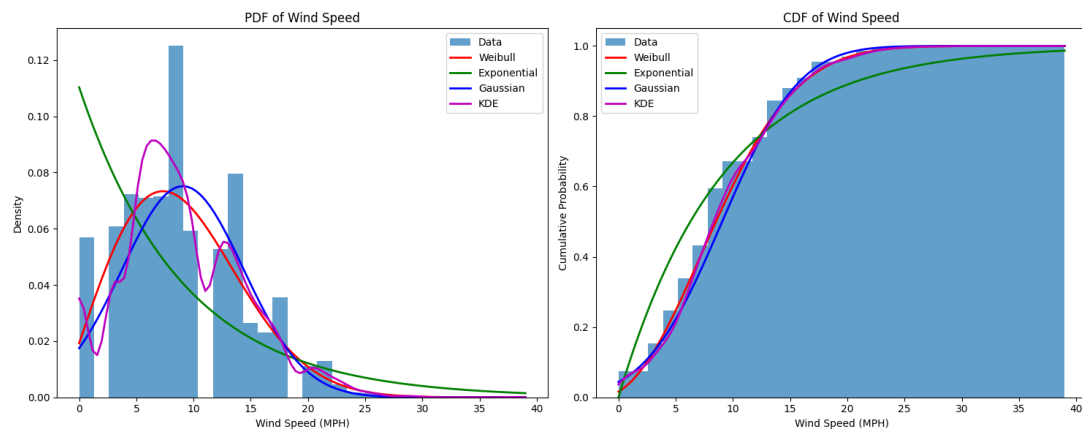 PDF of Wind Speed
0.12
0.10
0.08
0.06
0.04
0.02
0.00
Density
0 5 10 15 20 25 30 35 40
Wind Speed (MPH)
Data
Weibull
Exponential
Gaussian
KDE
CDF of Wind Speed
1.0
0.8
0.6
0.4
0.2
0.0
Cumulative Probability
0 5 10 15 20 25 30 35 40
Wind Speed (MPH)
Data
Weibull
Exponential
Gaussian
KDE